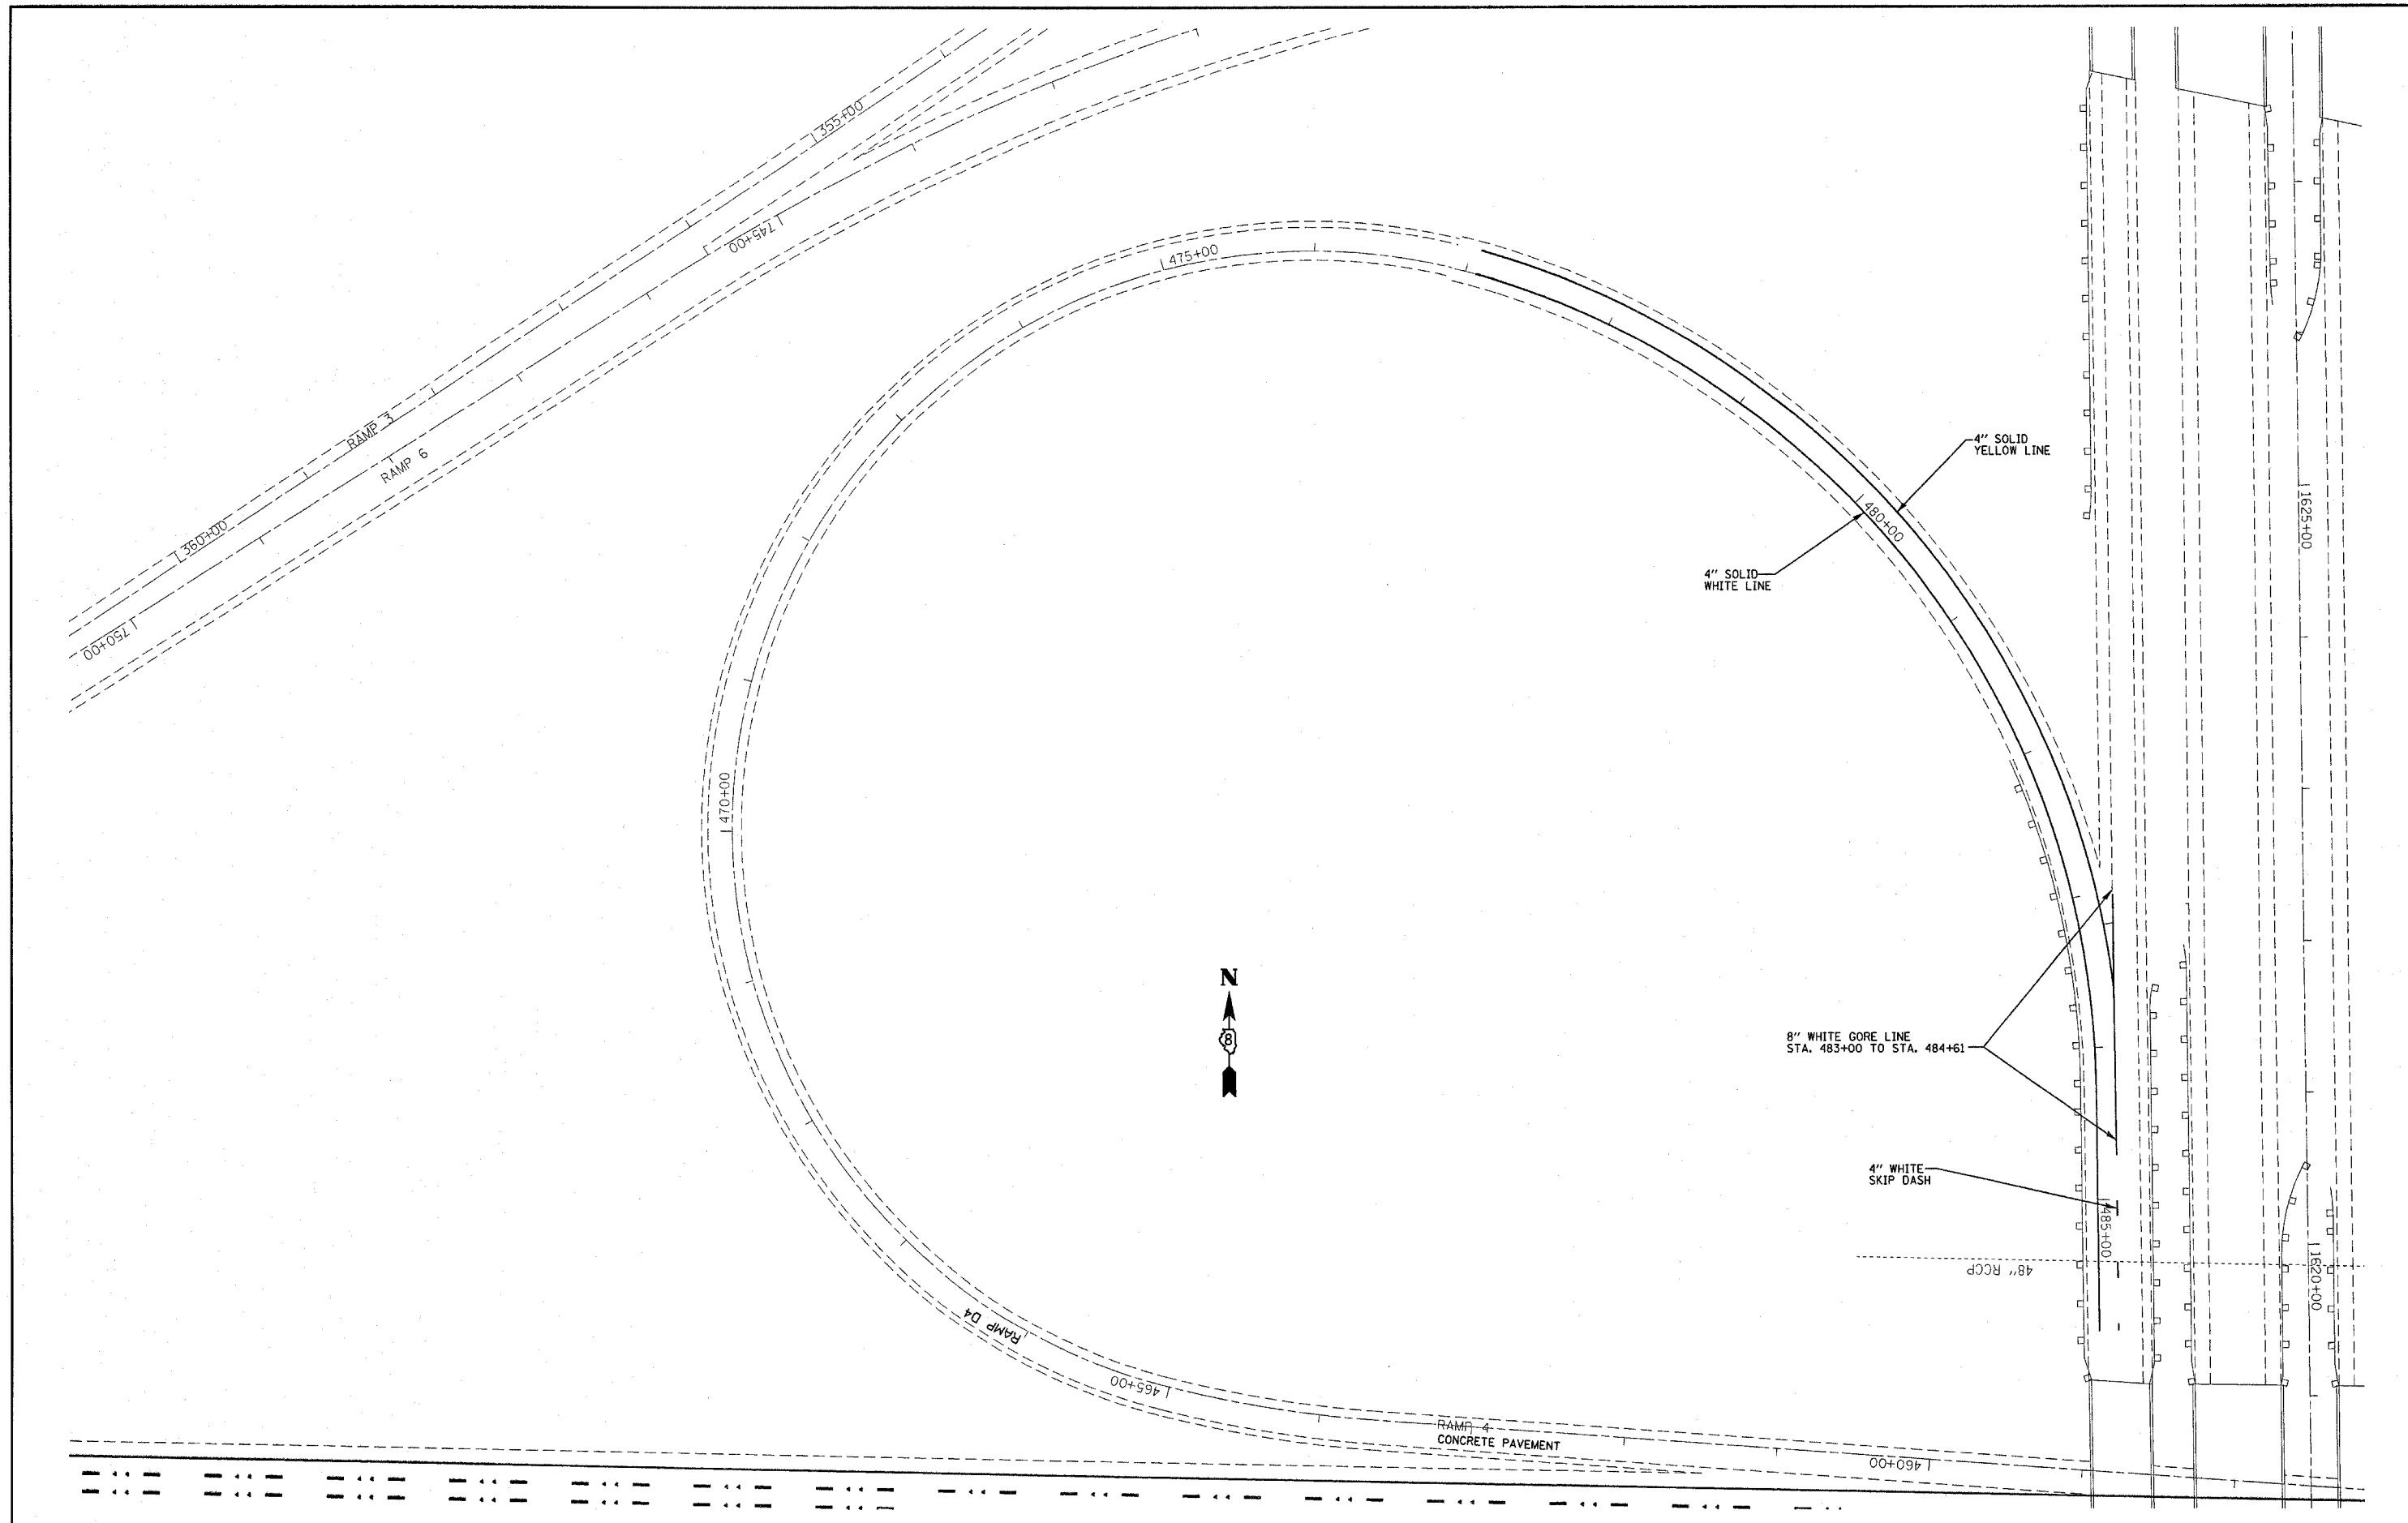 355+00
745+00
475+00
RAMP 3
RAMP 6
360+00
750+00
4" SOLID
YELLOW LINE
480+00
1625+00
4" SOLID
WHITE LINE
470+00
N
8
8" WHITE GORE LINE
STA. 483+00 TO STA. 484+61
4" WHITE
SKIP DASH
485+00
48" RCCP
1620+00
RAMP D4
465+00
RAMP 4
CONCRETE PAVEMENT
460+00